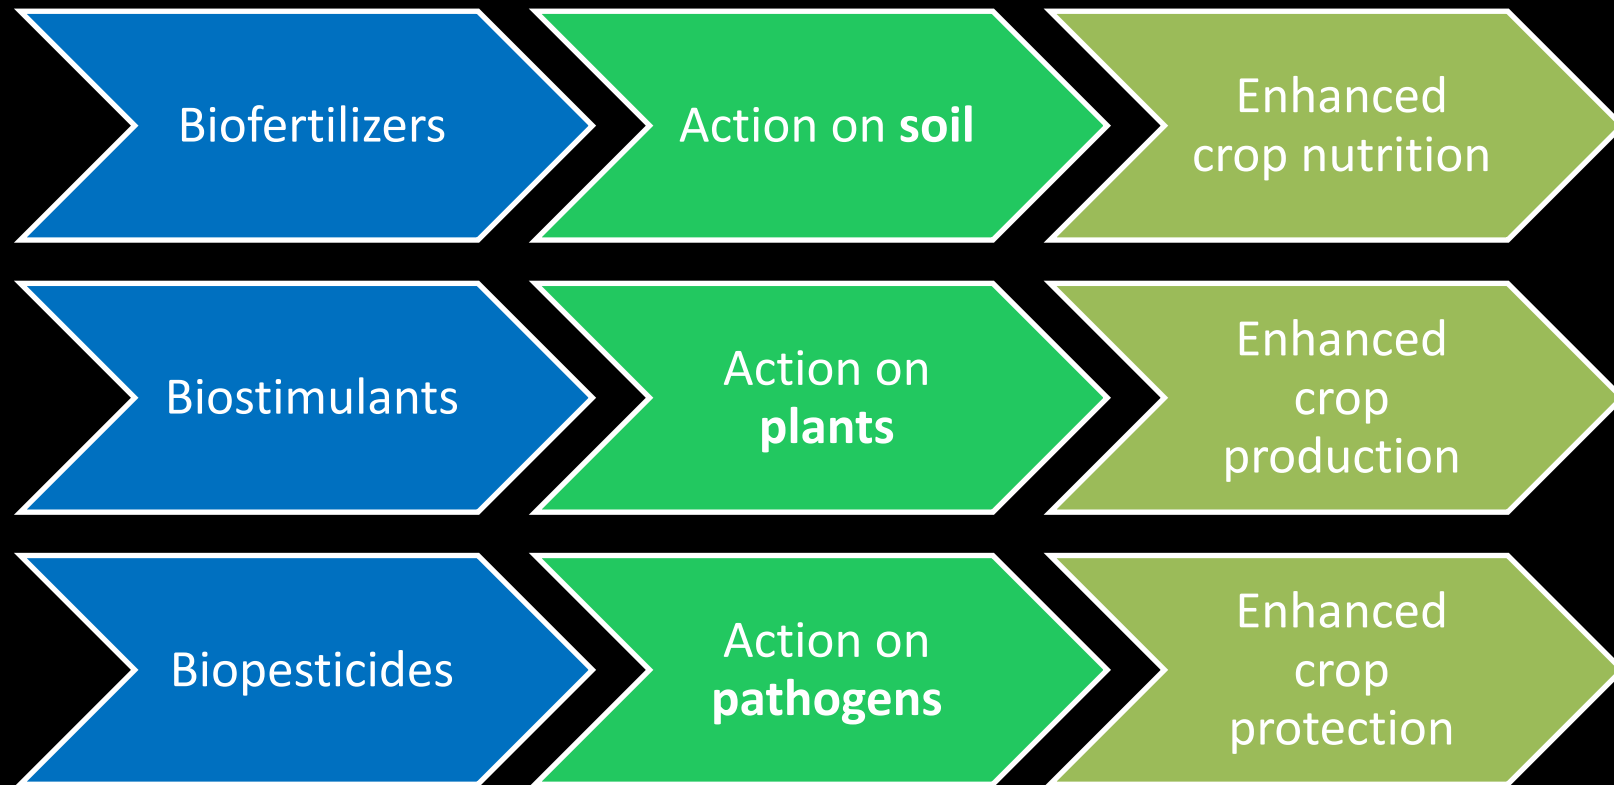 Biofertilizers
Action on soil
Enhanced
crop nutrition
Biostimulants
Action on
plants
Enhanced
crop
production
Biopesticides
Action on
pathogens
Enhanced
crop
protection